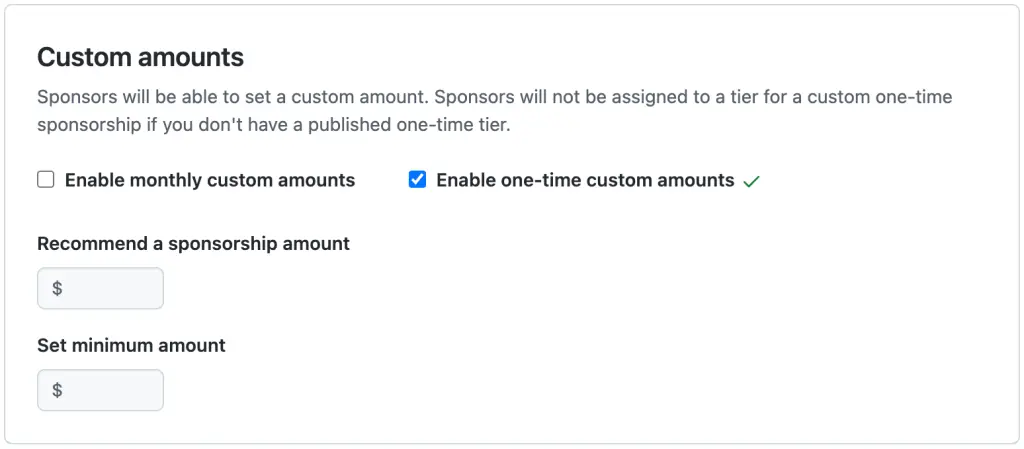 Custom amounts
Sponsors will be able to set a custom amount. Sponsors will not be assigned to a tier for a custom one-time
sponsorship if you don't have a published one-time tier.
Enable monthly custom amounts
Enable one-time custom amounts
Recommend a sponsorship amount
$
Set minimum amount
$